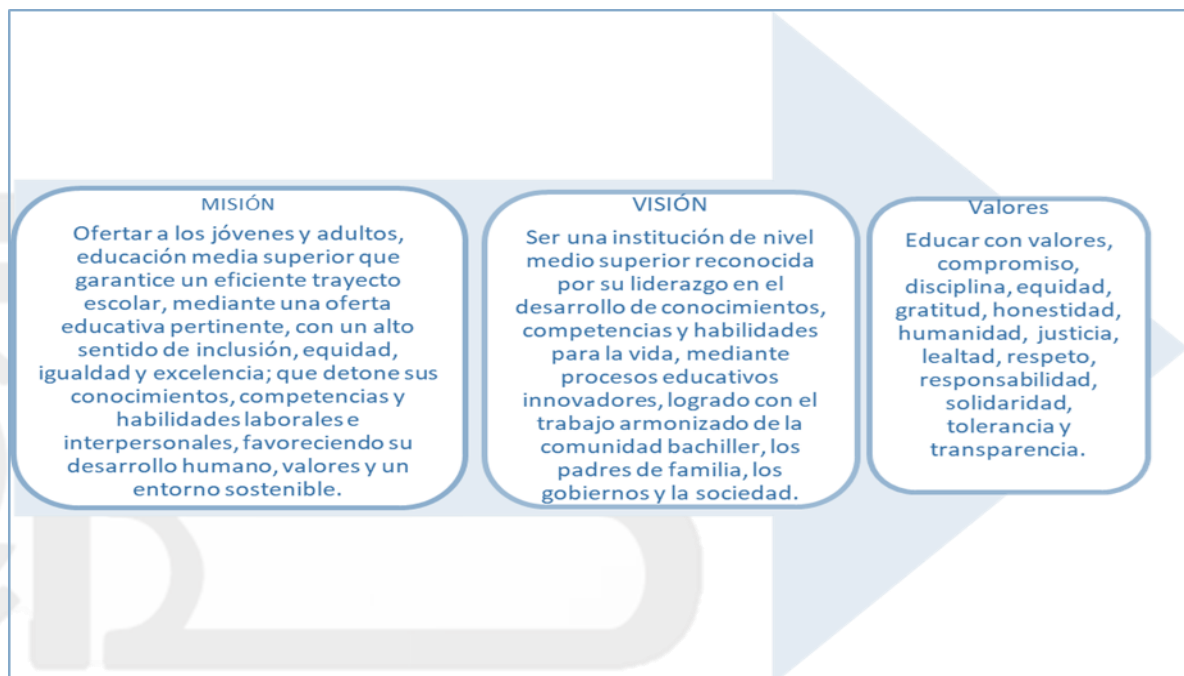 MISIÓN
Ofertar a los jóvenes y adultos,
educación media superior que
garantice un eficiente trayecto
escolar, mediante una oferta
educativa pertinente, con un alto
sentido de inclusión, equidad,
igualdad y excelencia; que detone sus
conocimientos, competencias y
habilidades laborales e
interpersonales, favoreciendo su
desarrollo humano, valores y un
entorno sostenible.
VISIÓN
Ser una institución de nivel
medio superior reconocida
por su liderazgo en el
desarrollo de conocimientos,
competencias y habilidades
para la vida, mediante
procesos educativos
innovadores, logrado con el
trabajo armonizado de la
comunidad bachiller, los
padres de familia, los
gobiernos y la sociedad.
Valores
Educar con valores,
compromiso,
disciplina, equidad,
gratitud, honestidad,
humanidad, justicia,
lealtad, respeto,
responsabilidad,
solidaridad,
tolerancia y
transparencia.